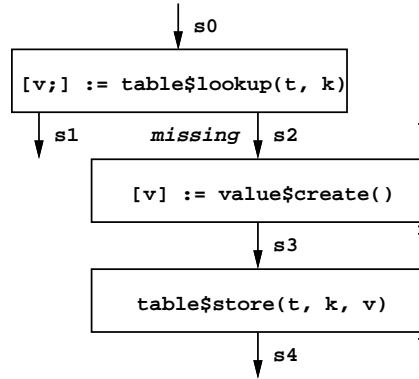 s0
[v;] := table$lookup(t, k)
s1 missing s2
[v] := value$create()
s3
table$store(t, k, v)
s4